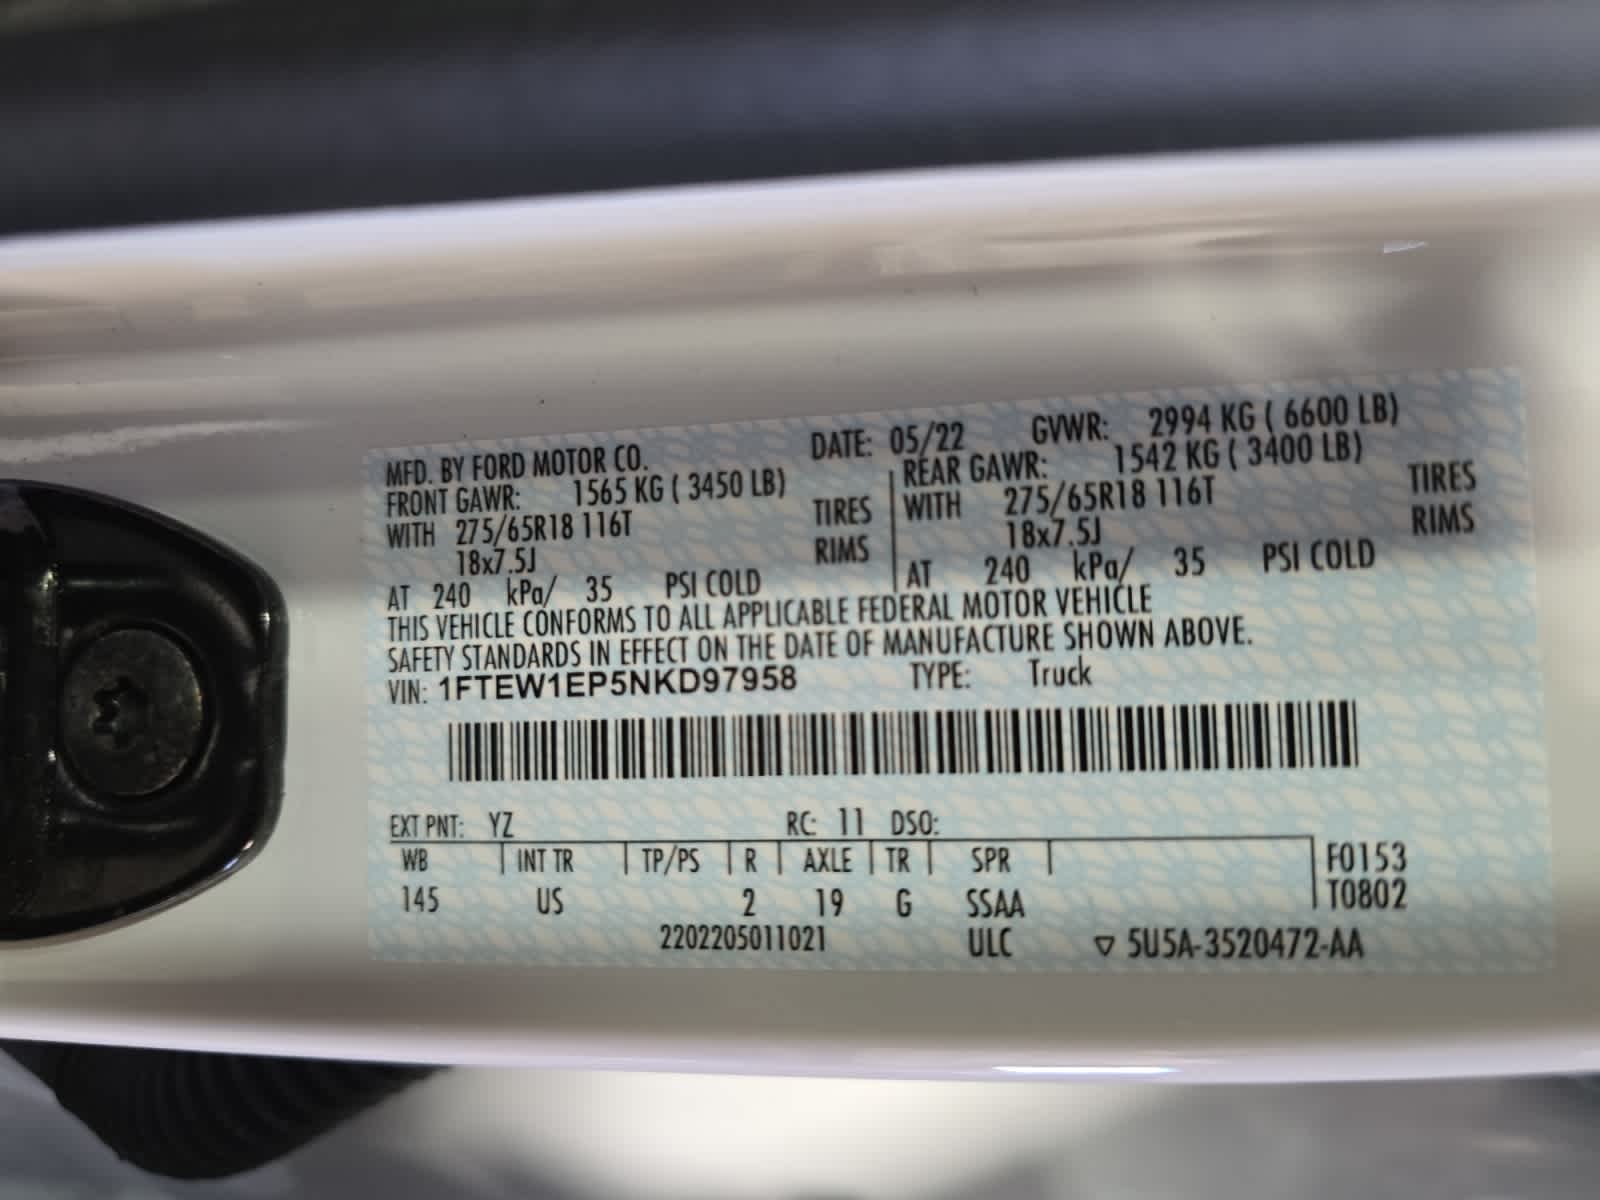 MFD. BY FORD MOTOR CO. DATE: 05/22 GVWR: 2994 KG ( 6600 LB)
FRONT GAWR: 1565 KG ( 3450 LB) REAR GAWR: 1542 KG ( 3400 LB)
WITH 275/65R18 116T TIRES WITH 275/65R18 116T TIRES
18x7.5J RIMS 18x7.5J RIMS
AT 240 kPa/ 35 PSI COLD AT 240 kPa/ 35 PSI COLD
THIS VEHICLE CONFORMS TO ALL APPLICABLE FEDERAL MOTOR VEHICLE
SAFETY STANDARDS IN EFFECT ON THE DATE OF MANUFACTURE SHOWN ABOVE.
VIN: 1FTEW1EP5NKD97958 TYPE: Truck
EXT PNT: YZ RC: 11 DSO:
WB INT TR TP/PS R AXLE TR SPR F0153
145 US 2 19 G SSAA T0802
2202205011021 ULC ▽ 5U5A-3520472-AA